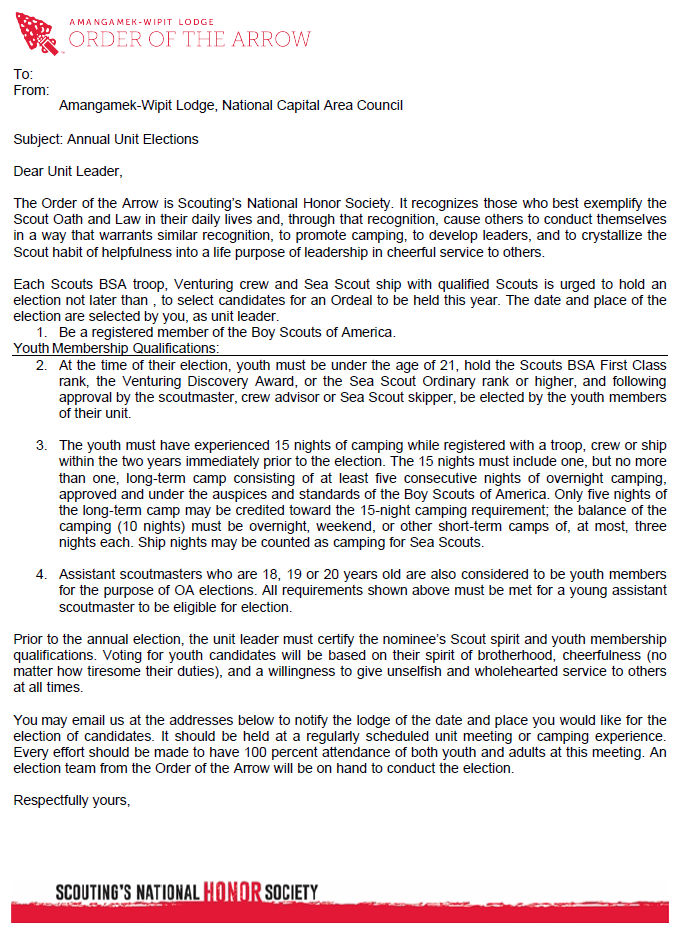 AMANGAMEK-WIPIT LODGE
ORDER OF THE ARROW
To:
From:
Amangamek-Wipit Lodge, National Capital Area Council
Subject: Annual Unit Elections
Dear Unit Leader,
The Order of the Arrow is Scouting's National Honor Society. It recognizes those who best exemplify the
Scout Oath and Law in their daily lives and, through that recognition, cause others to conduct themselves
in a way that warrants similar recognition, to promote camping, to develop leaders, and to crystallize the
Scout habit of helpfulness into a life purpose of leadership in cheerful service to others.
Each Scouts BSA troop, Venturing crew and Sea Scout ship with qualified Scouts is urged to hold an
election not later than , to select candidates for an Ordeal to be held this year. The date and place of the
election are selected by you, as unit leader.
1. Be a registered member of the Boy Scouts of America.
Youth Membership Qualifications:
2. At the time of their election, youth must be under the age of 21, hold the Scouts BSA First Class
rank, the Venturing Discovery Award, or the Sea Scout Ordinary rank or higher, and following
approval by the scoutmaster, crew advisor or Sea Scout skipper, be elected by the youth members
of their unit.
3. The youth must have experienced 15 nights of camping while registered with a troop, crew or ship
within the two years immediately prior to the election. The 15 nights must include one, but no more
than one, long-term camp consisting of at least five consecutive nights of overnight camping,
approved and under the auspices and standards of the Boy Scouts of America. Only five nights of
the long-term camp may be credited toward the 15-night camping requirement; the balance of the
camping (10 nights) must be overnight, weekend, or other short-term camps of, at most, three
nights each. Ship nights may be counted as camping for Sea Scouts.
4. Assistant scoutmasters who are 18, 19 or 20 years old are also considered to be youth members
for the purpose of OA elections. All requirements shown above must be met for a young assistant
scoutmaster to be eligible for election.
Prior to the annual election, the unit leader must certify the nominee's Scout spirit and youth membership
qualifications. Voting for youth candidates will be based on their spirit of brotherhood, cheerfulness (no
matter how tiresome their duties), and a willingness to give unselfish and wholehearted service to others
at all times.
You may email us at the addresses below to notify the lodge of the date and place you would like for the
election of candidates. It should be held at a regularly scheduled unit meeting or camping experience.
Every effort should be made to have 100 percent attendance of both youth and adults at this meeting. An
election team from the Order of the Arrow will be on hand to conduct the election.
Respectfully yours,
SCOUTING'S NATIONAL HONOR SOCIETY